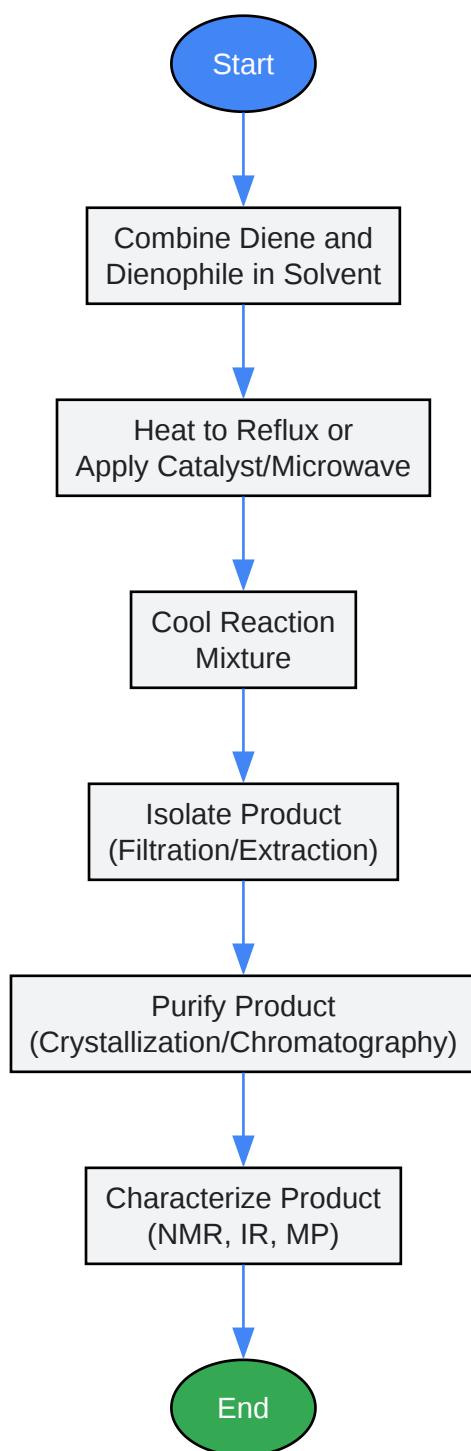 Start
Combine Diene and
Dienophile in Solvent
Heat to Reflux or
Apply Catalyst/Microwave
Cool Reaction
Mixture
Isolate Product
(Filtration/Extraction)
Purify Product
(Crystallization/Chromatography)
Characterize Product
(NMR, IR, MP)
End